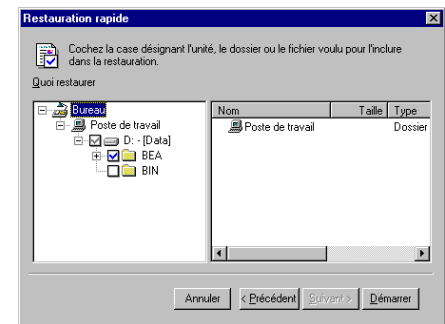 Restauration rapide
Cochez la case désignant l'unité, le dossier ou le fichier voulu pour l'inclure
dans la restauration.
Quoi restaurer
Bureau
Poste de travail
D: - [Data]
BEA
BIN
Nom Taille Type
Poste de travail Dossier
Annuler < Précédent Suivant > Démarrer